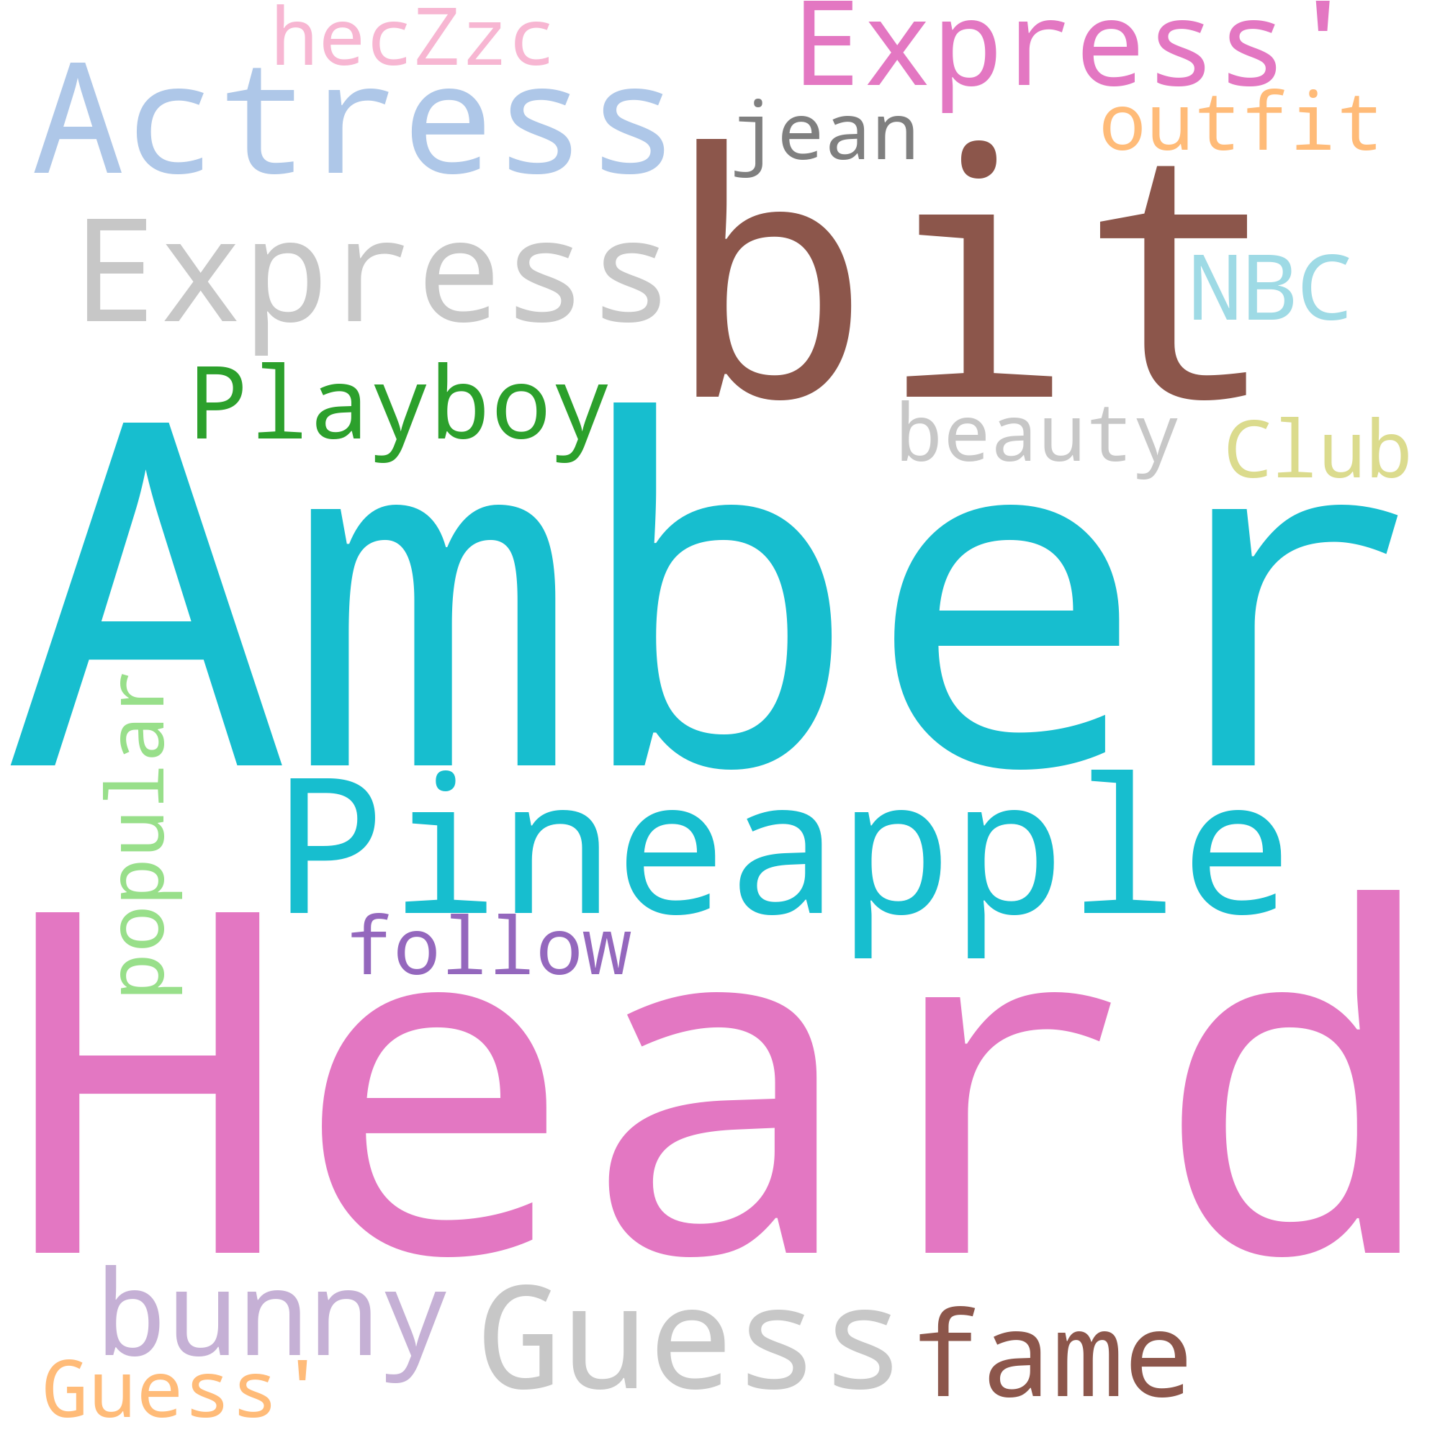 hecZzc
Express'
Actress
jean
outfit
bit
Express
NBC
Playboy
beauty
Club
Amber
popular
Pineapple
follow
Heard
bunny
Guess
fame
Guess'